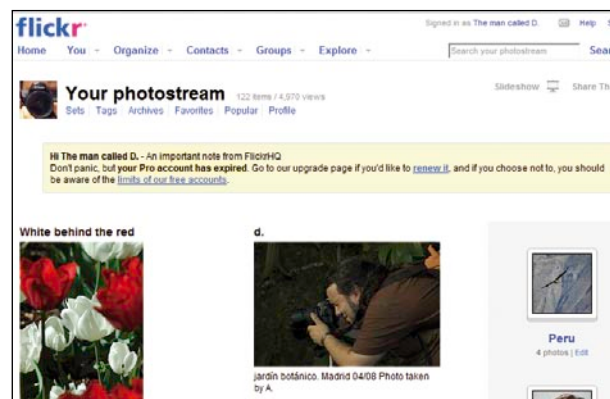 flickr
Signed in as The man called D. Help
Home You Organize Contacts Groups Explore
Search your photostream
Your photostream 122 items / 4,970 views
Slideshow Share
Sets Tags Archives Favorites Popular Profile
Hi The man called D. - An important note from FlickrHQ
Don't panic, but your Pro account has expired. Go to our upgrade page if you'd like to renew it, and if you choose not to, you should
be aware of the limits of our free accounts.
White behind the red
d.
jardín botánico. Madrid 04/08 Photo taken
by A.
Peru
4 photos | Edit